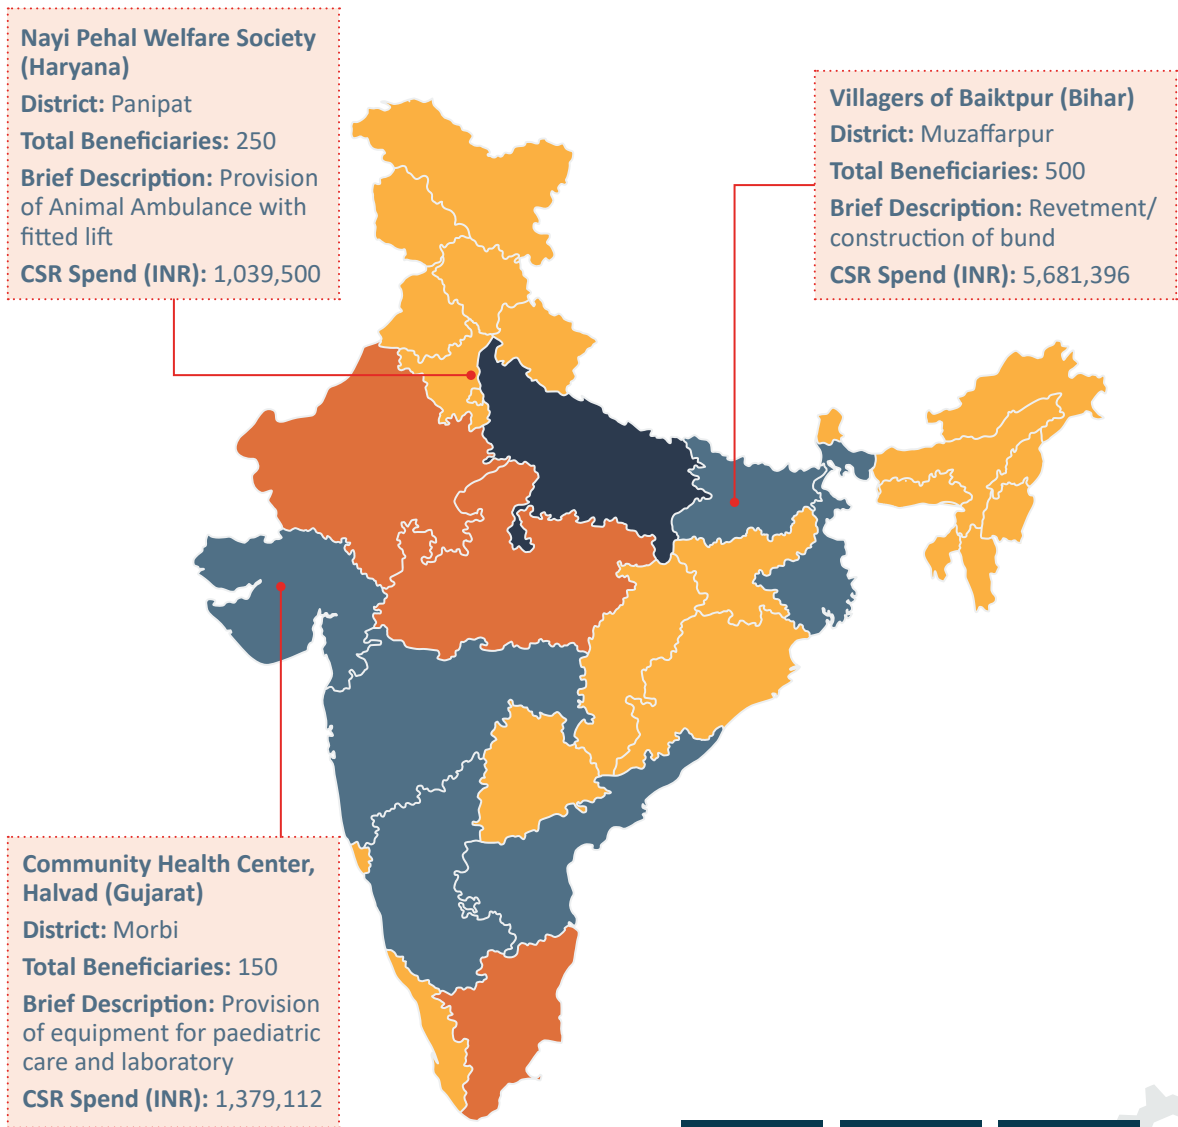 Nayi Pehal Welfare Society
(Haryana)
District: Panipat
Total Beneficiaries: 250
Brief Description: Provision
of Animal Ambulance with
fitted lift
CSR Spend (INR): 1,039,500
Villagers of Baiktpur (Bihar)
District: Muzaffarpur
Total Beneficiaries: 500
Brief Description: Revetment/
construction of bund
CSR Spend (INR): 5,681,396
Community Health Center,
Halvad (Gujarat)
District: Morbi
Total Beneficiaries: 150
Brief Description: Provision
of equipment for paediatric
care and laboratory
CSR Spend (INR): 1,379,112